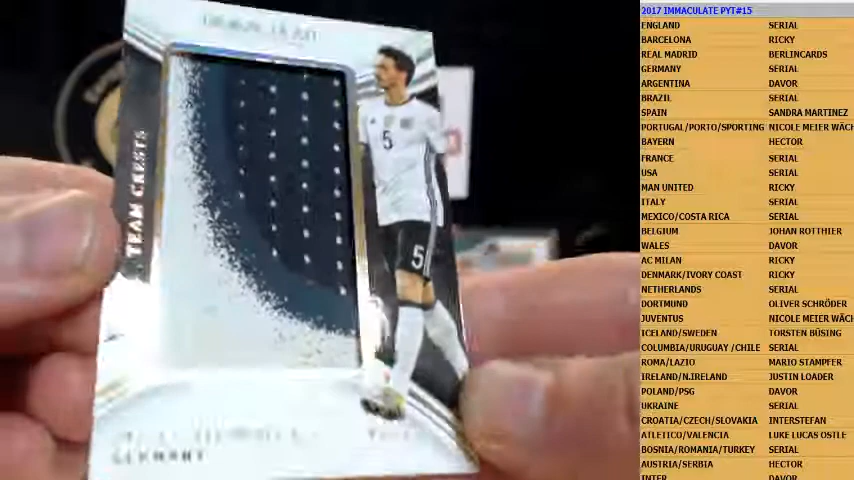 TEAM CRESTS
5
5
GERMANY
2017 IMMACULATE PYT#15
ENGLAND SERIAL
BARCELONA RICKY
REAL MADRID BERLINCARDS
GERMANY SERIAL
ARGENTINA DAVOR
BRAZIL SERIAL
SPAIN SANDRA MARTINEZ
PORTUGAL/PORTO/SPORTING NICOLE MEIER WÄCH
BAYERN HECTOR
FRANCE SERIAL
USA SERIAL
MAN UNITED RICKY
ITALY SERIAL
MEXICO/COSTA RICA SERIAL
BELGIUM JOHAN ROTTHIER
WALES DAVOR
AC MILAN RICKY
DENMARK/IVORY COAST RICKY
NETHERLANDS SERIAL
DORTMUND OLIVER SCHRÖDER
JUVENTUS NICOLE MEIER WÄCH
ICELAND/SWEDEN TORSTEN BÜSING
COLUMBIA/URUGUAY /CHILE SERIAL
ROMA/LAZIO MARIO STAMPFER
IRELAND/N.IRELAND JUSTIN LOADER
POLAND/PSG DAVOR
UKRAINE SERIAL
CROATIA/CZECH/SLOVAKIA INTERSTEFAN
ATLETICO/VALENCIA LUKE LUCAS OSTLE
BOSNIA/ROMANIA/TURKEY SERIAL
AUSTRIA/SERBIA HECTOR
INTER DAVOR